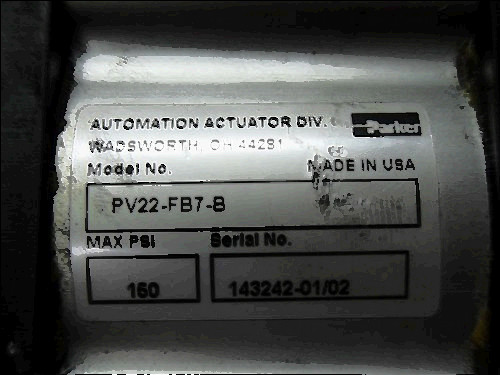 AUTOMATION ACTUATOR DIV. Parker
WADSWORTH, OH 44281
Model No. MADE IN USA
PV22-FB7-B
MAX PSI Serial No.
150 143242-01/02